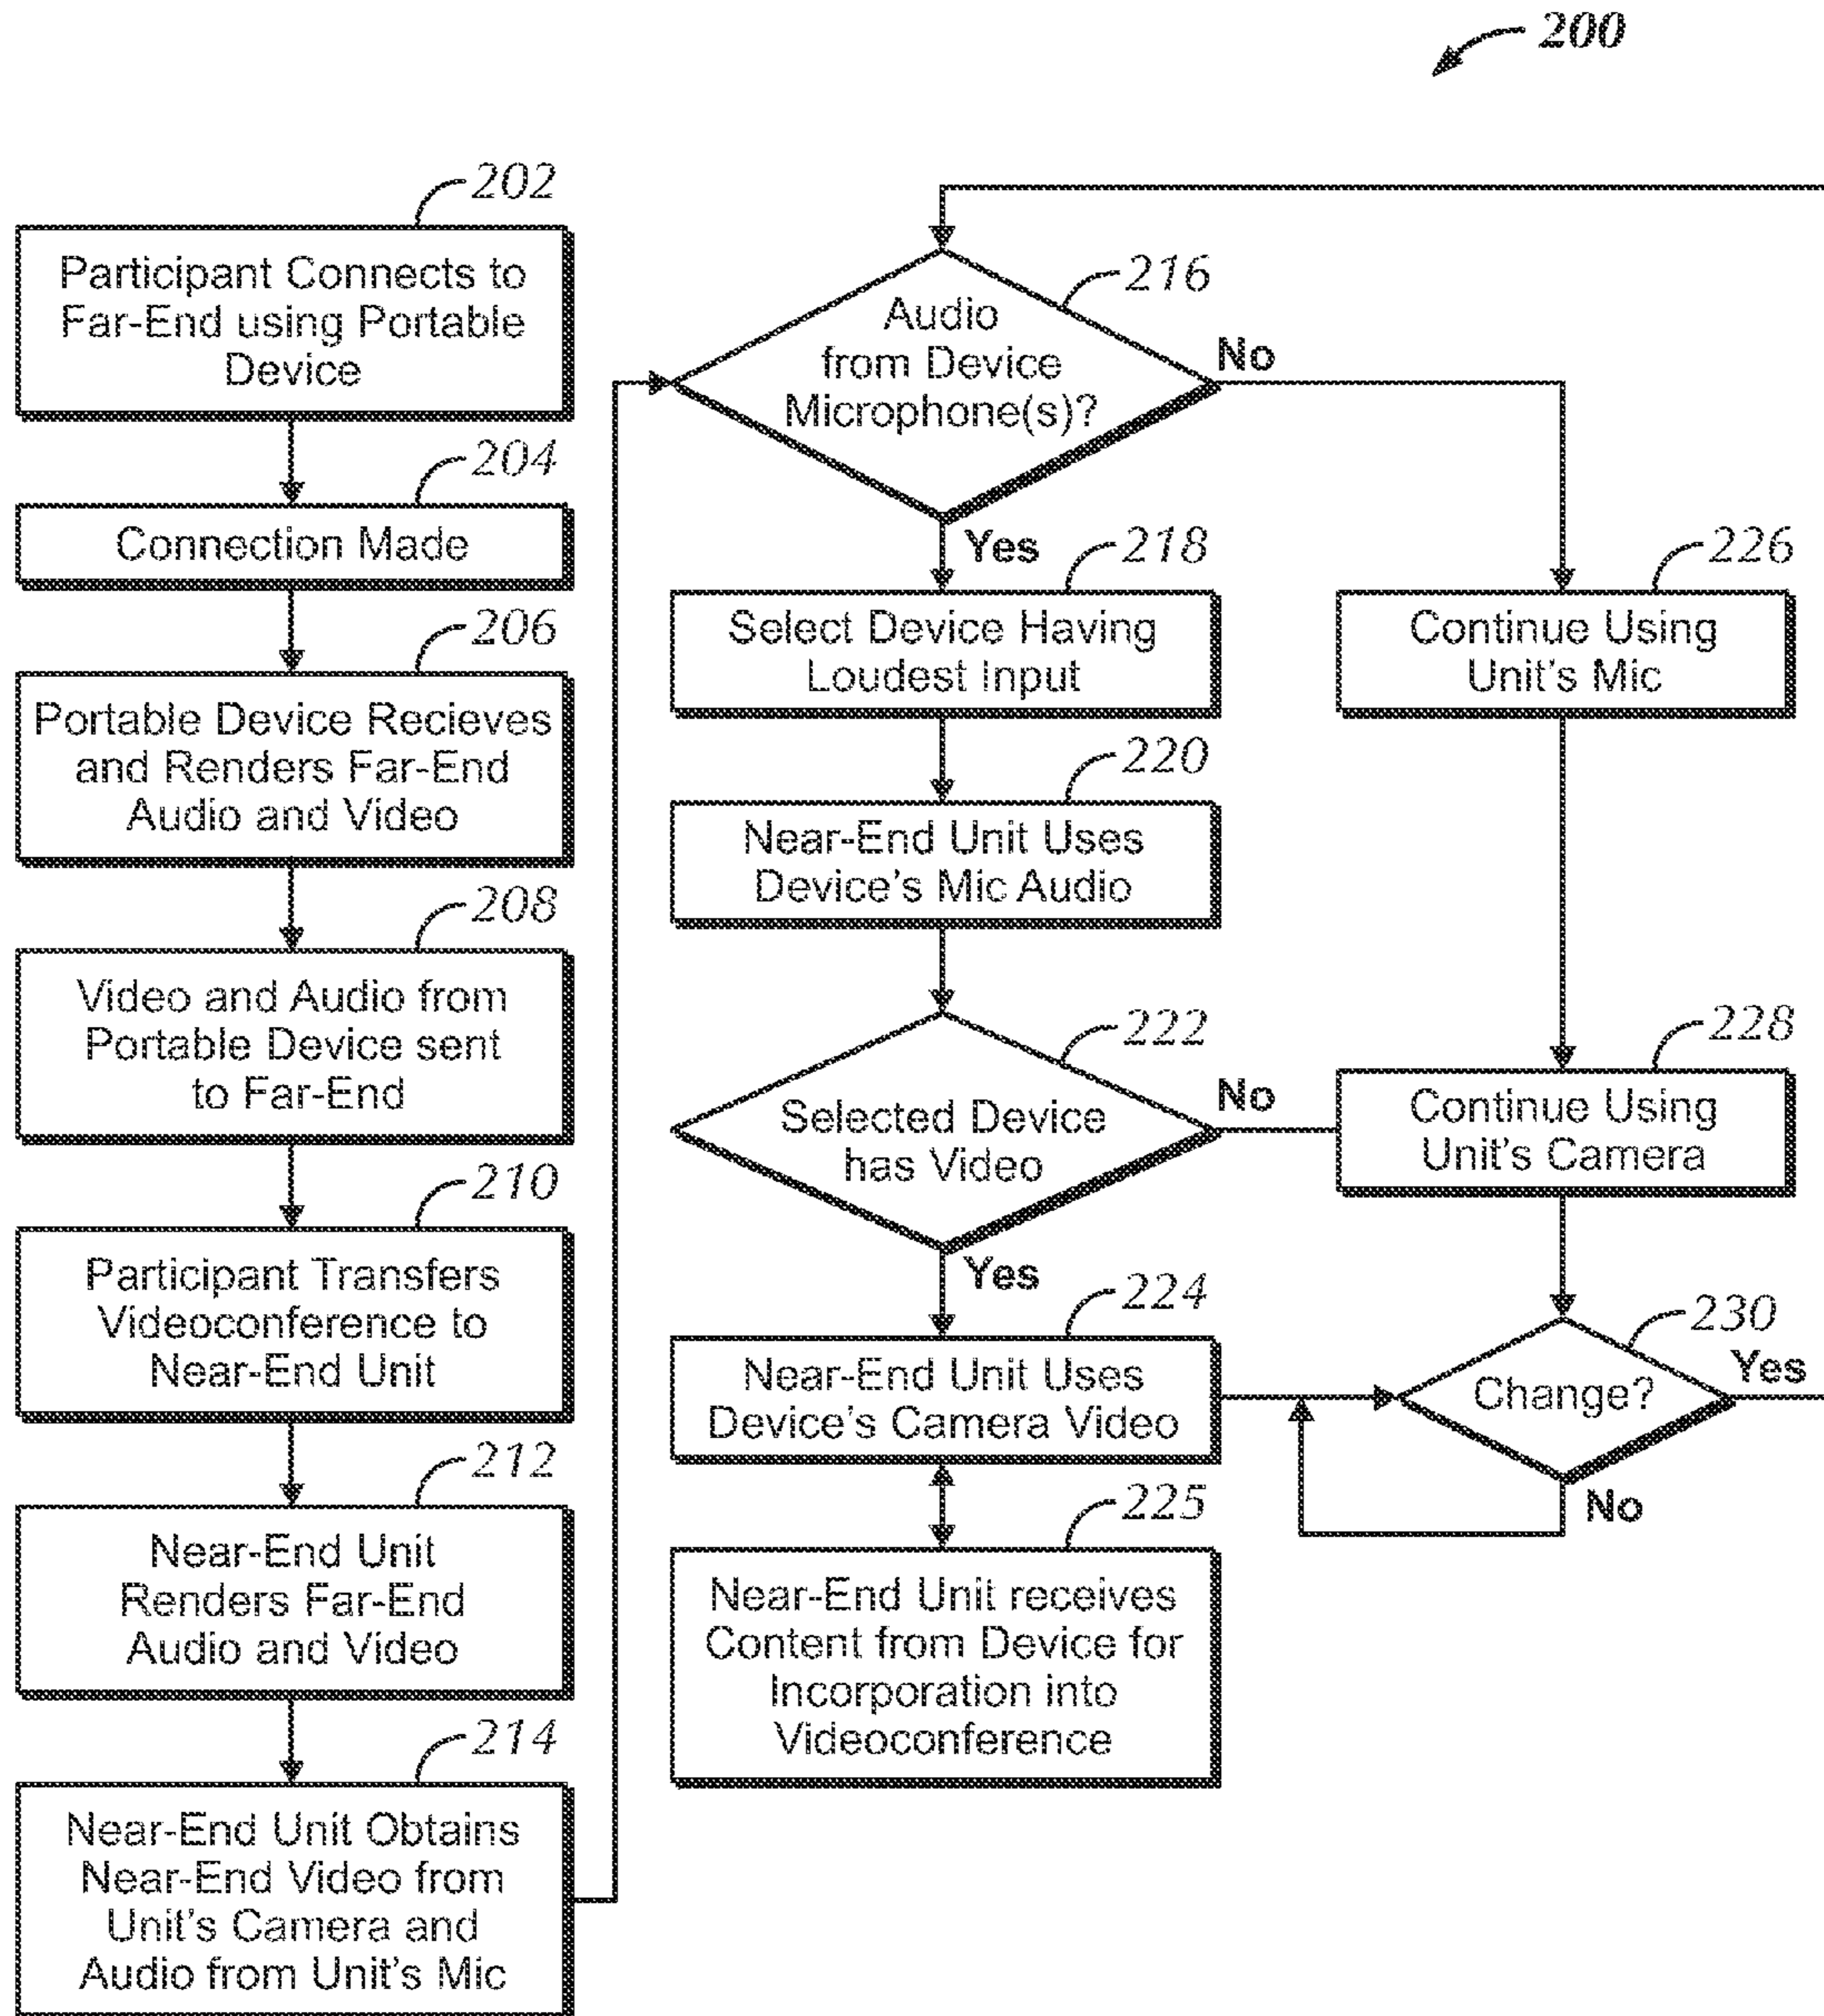 200
202
Participant Connects to
Far-End using Portable
Device
204
Connection Made
206
Portable Device Recieves
and Renders Far-End
Audio and Video
208
Video and Audio from
Portable Device sent
to Far-End
210
Participant Transfers
Videoconference to
Near-End Unit
212
Near-End Unit
Renders Far-End
Audio and Video
214
Near-End Unit Obtains
Near-End Video from
Unit's Camera and
Audio from Unit's Mic
216
Audio
from Device
Microphone(s)?
No
Yes
218
Select Device Having
Loudest Input
220
Near-End Unit Uses
Device's Mic Audio
222
Selected Device
has Video
No
Yes
224
Near-End Unit Uses
Device's Camera Video
225
Near-End Unit receives
Content from Device for
Incorporation into
Videoconference
226
Continue Using
Unit's Mic
228
Continue Using
Unit's Camera
230
Change?
Yes
No